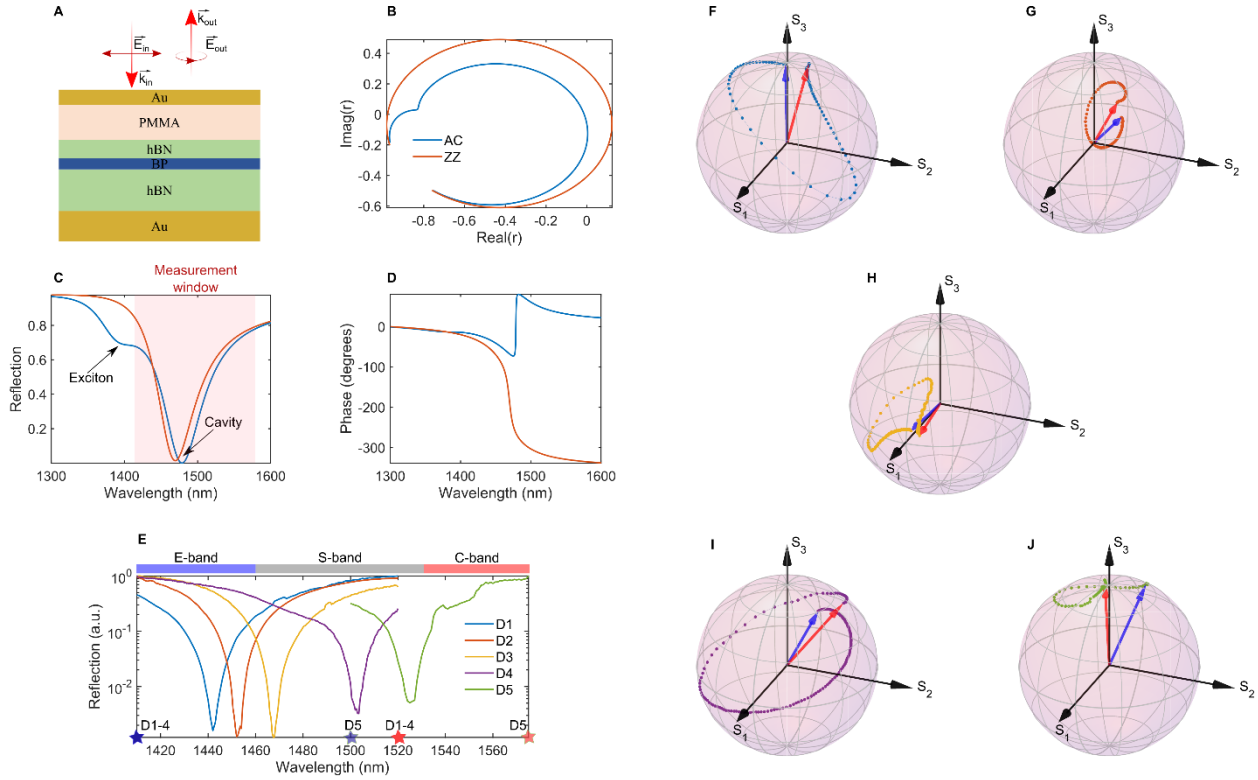 A
k_out
E_in
E_out
k_in
Au
PMMA
hBN
BP
hBN
Au
B
0.4
0.2
0
-0.2
-0.4
-0.6
Imag(r)
AC
ZZ
-0.8 -0.6 -0.4 -0.2 0
Real(r)
C
Measurement
window
0.8
0.6
0.4
0.2
Reflection
Exciton
Cavity
1300 1400 1500 1600
Wavelength (nm)
D
0
-100
-200
-300
Phase (degrees)
1300 1400 1500 1600
Wavelength (nm)
E
E-band S-band C-band
10^0
10^-1
10^-2
Reflection (a.u.)
D1
D2
D3
D4
D5
D1-4 D5 D1-4 D5
1420 1440 1460 1480 1500 1520 1540 1560
Wavelength (nm)
F
S3
S2
S1
G
S3
S2
S1
H
S3
S2
S1
I
S3
S2
S1
J
S3
S2
S1